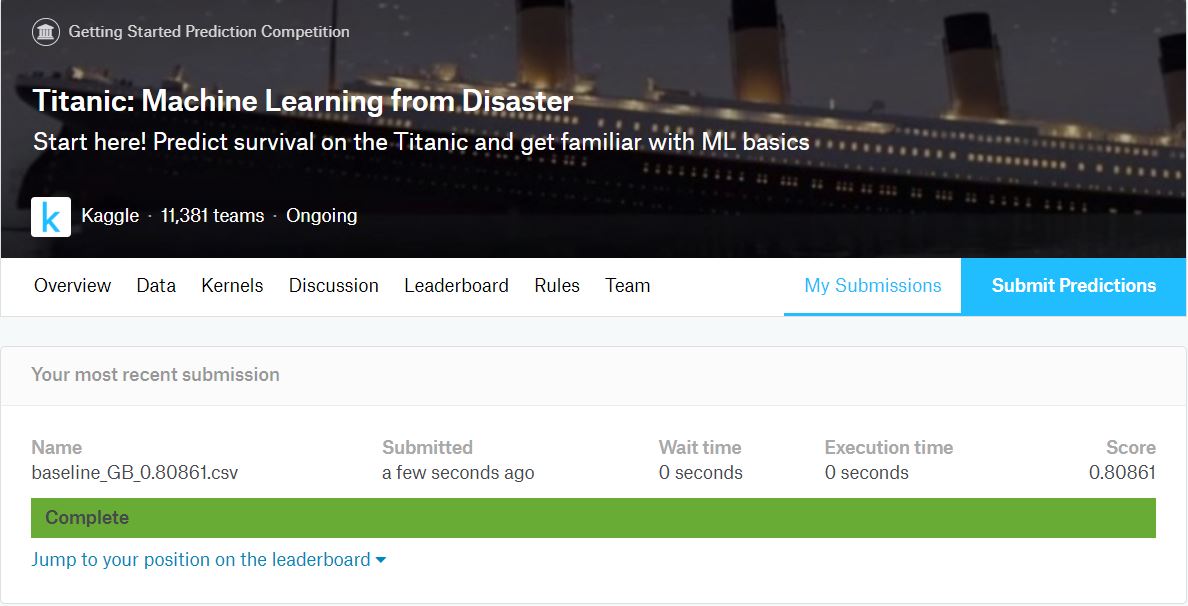 Getting Started Prediction Competition
Titanic: Machine Learning from Disaster
Start here! Predict survival on the Titanic and get familiar with ML basics
k Kaggle · 11,381 teams · Ongoing
Overview Data Kernels Discussion Leaderboard Rules Team My Submissions Submit Predictions
Your most recent submission
Name Submitted Wait time Execution time Score
baseline_GB_0.80861.csv a few seconds ago 0 seconds 0 seconds 0.80861
Complete
Jump to your position on the leaderboard